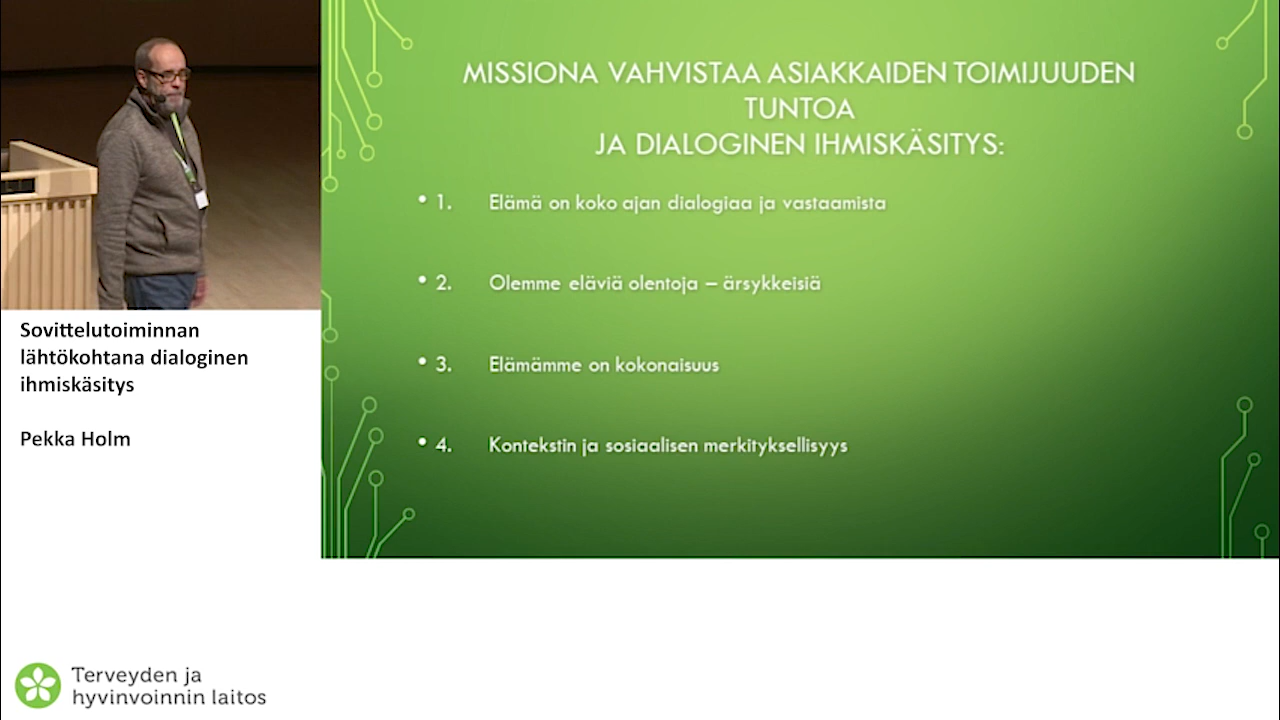 MISSIONA VAHVISTAA ASIAKKAIDEN TOIMIJUUDEN
TUNTOA
JA DIALOGINEN IHMISKÄSITYS:
• 1. Elämä on koko ajan dialogiaa ja vastaamista
• 2. Olemme eläviä olentoja – ärsykkeisiä
• 3. Elämämme on kokonaisuus
• 4. Kontekstin ja sosiaalisen merkityksellisyys
Sovittelutoiminnan
lähtökohtana dialoginen
ihmiskäsitys
Pekka Holm
Terveyden ja
hyvinvoinnin laitos